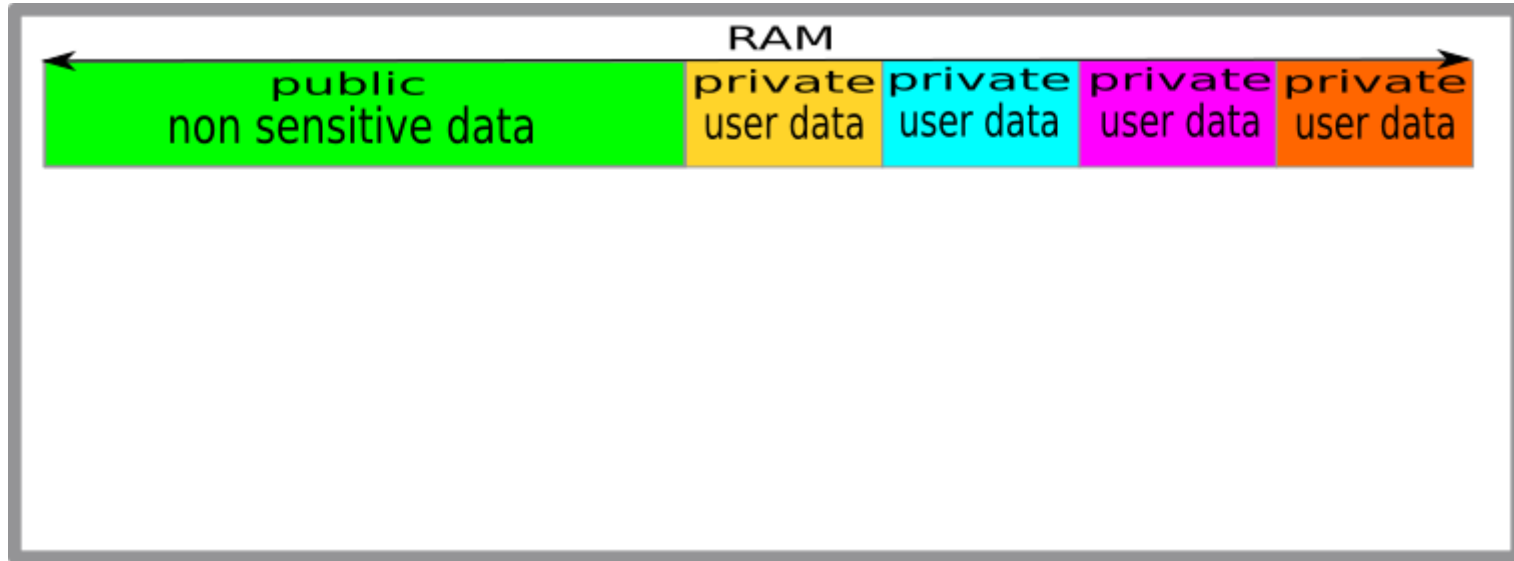 RAM
public
non sensitive data
private
user data
private
user data
private
user data
private
user data